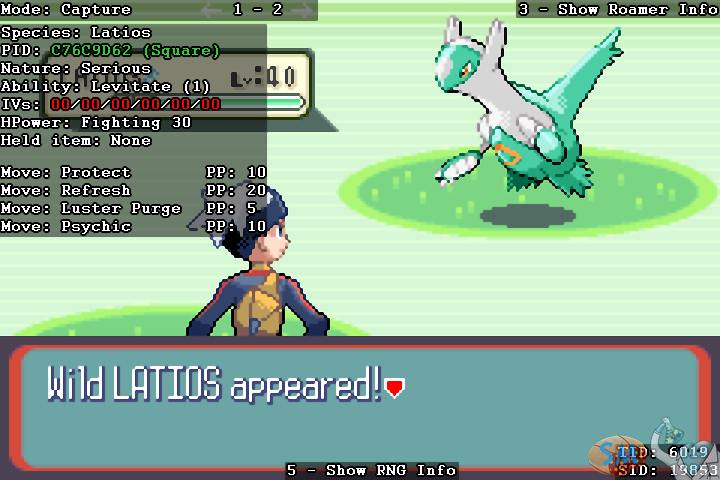 Mode: Capture
1 - 2
3 - Show Roamer Info
Species: Latios
PID: C76C9D62 (Square)
Nature: Serious
Ability: Levitate (1)
IVs: 00/00/00/00/00/00
HPower: Fighting 30
Held item: None
LATIOS Lv:40
Move: Protect PP: 10
Move: Refresh PP: 20
Move: Luster Purge PP: 5
Move: Psychic PP: 10
Wild LATIOS appeared!
5 - Show RNG Info
TID: 6019
SID: 19853